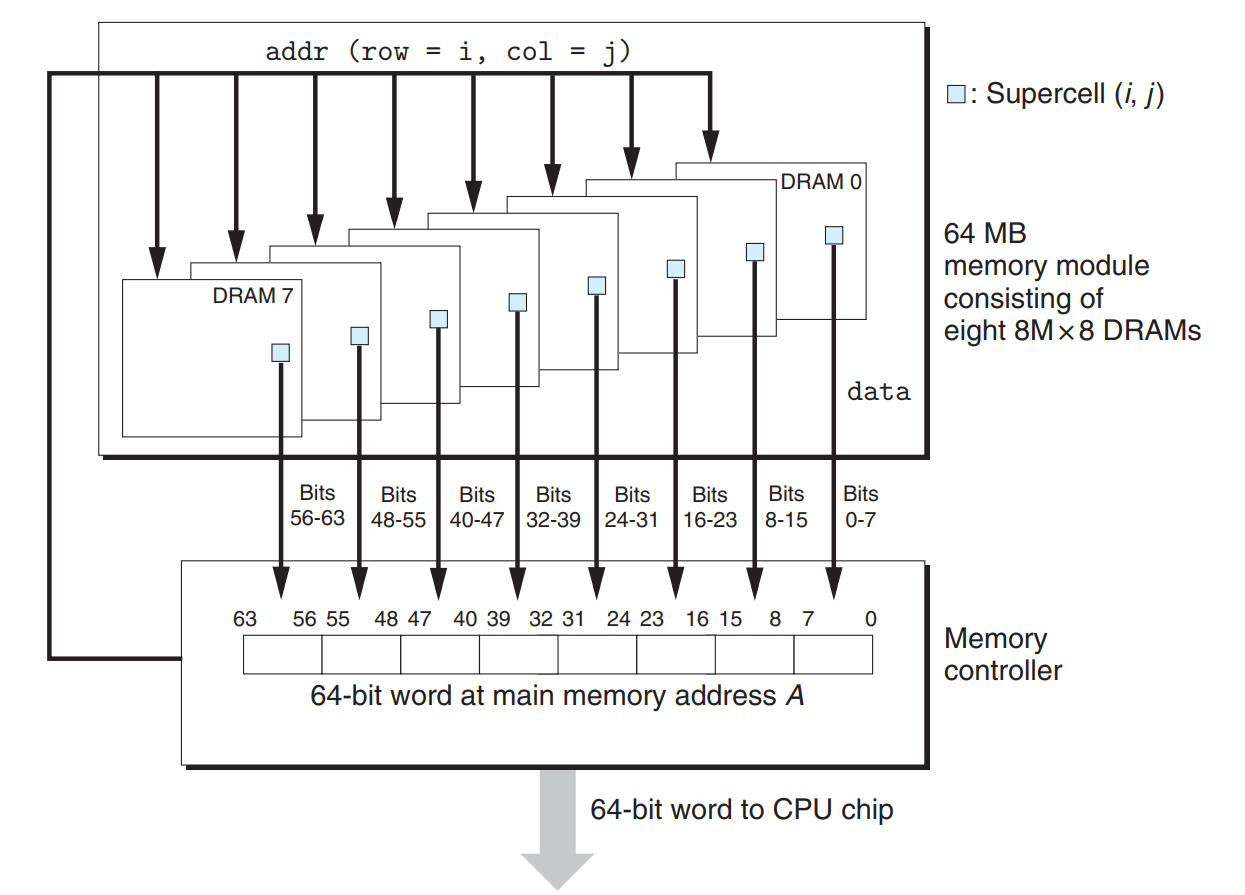 addr (row = i, col = j)
: Supercell (i, j)
DRAM 0
64 MB
memory module
consisting of
eight 8M×8 DRAMs
DRAM 7
data
Bits
56-63
Bits
48-55
Bits
40-47
Bits
32-39
Bits
24-31
Bits
16-23
Bits
8-15
Bits
0-7
63 56 55 48 47 40 39 32 31 24 23 16 15 8 7 0
64-bit word at main memory address A
Memory
controller
64-bit word to CPU chip